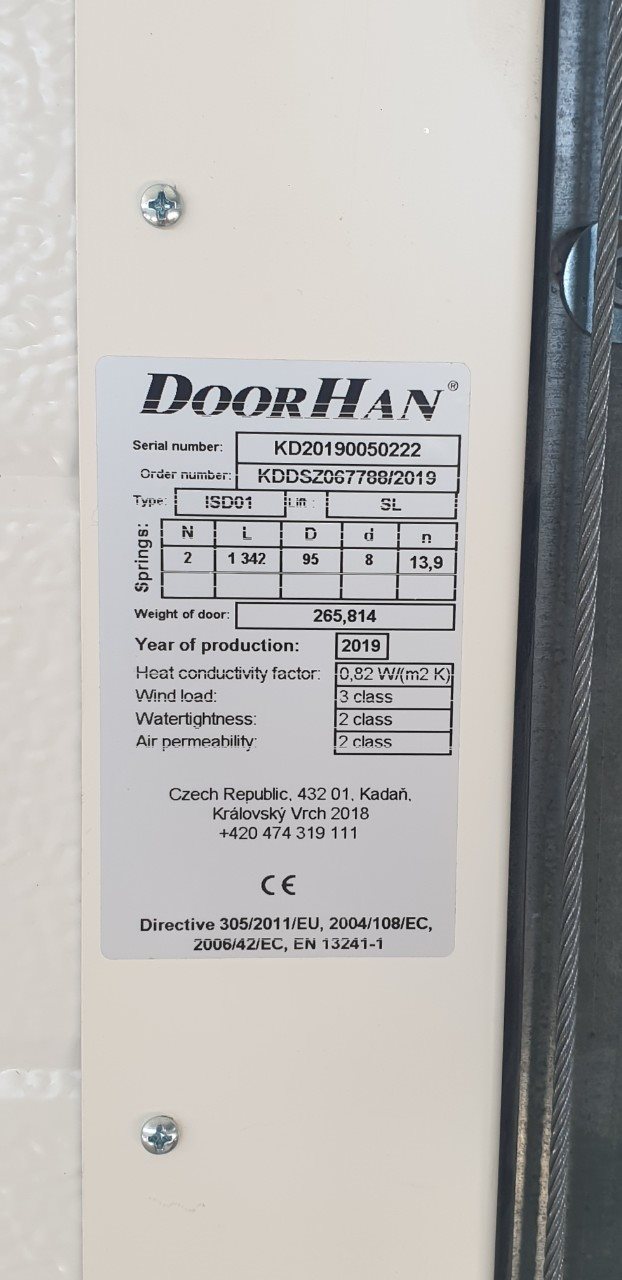 DOORHAN®
Serial number: KD20190050222
Order number: KDDSZ067788/2019
Type: ISD01 Lift : SL
Springs:
N L D d n
2 1 342 95 8 13,9
Weight of door: 265,814
Year of production: 2019
Heat conductivity factor: 0,82 W/(m2 K)
Wind load: 3 class
Watertightness: 2 class
Air permeability: 2 class
Czech Republic, 432 01, Kadaň,
Královský Vrch 2018
+420 474 319 111
CE
Directive 305/2011/EU, 2004/108/EC,
2006/42/EC, EN 13241-1